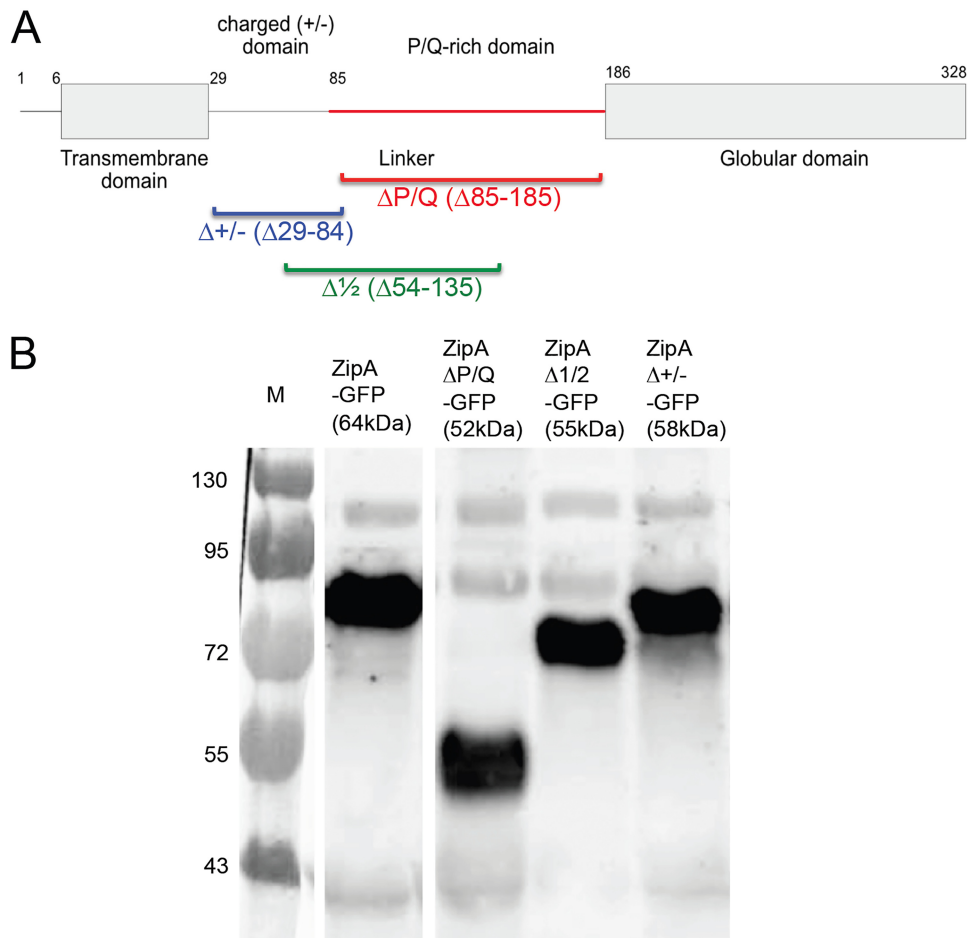 A
charged (+/-)
domain
P/Q-rich domain
1
6
29
85
186
328
Transmembrane
domain
Linker
Globular domain
ΔP/Q (Δ85-185)
Δ+/- (Δ29-84)
Δ½ (Δ54-135)
B
M
ZipA
-GFP
(64kDa)
ZipA
ΔP/Q
-GFP
(52kDa)
ZipA
Δ1/2
-GFP
(55kDa)
ZipA
Δ+/-
-GFP
(58kDa)
130
95
72
55
43